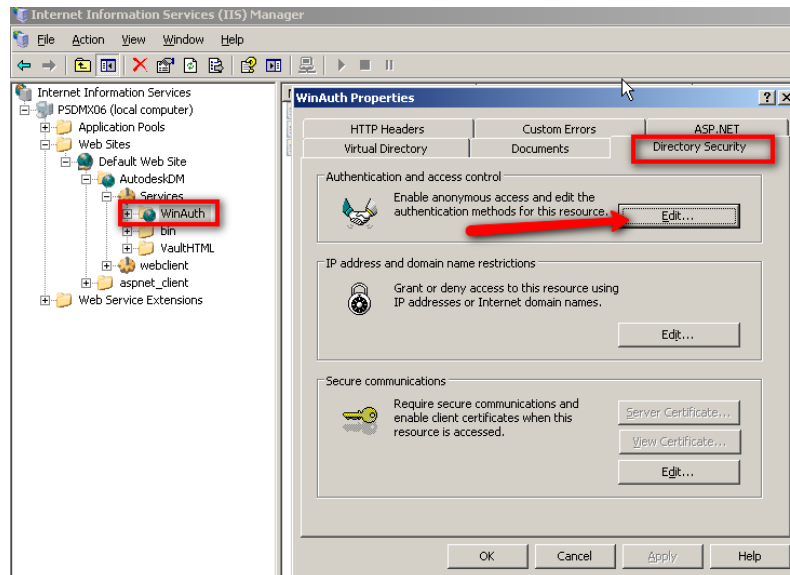 Internet Information Services (IIS) Manager
File Action View Window Help
Internet Information Services
PSDMX06 (local computer)
Application Pools
Web Sites
Default Web Site
AutodeskDM
Services
WinAuth
bin
VaultHTML
webclient
aspnet_client
Web Service Extensions
WinAuth Properties
HTTP Headers Custom Errors ASP.NET
Virtual Directory Documents Directory Security
Authentication and access control
Enable anonymous access and edit the
authentication methods for this resource.
Edit...
IP address and domain name restrictions
Grant or deny access to this resource using
IP addresses or Internet domain names.
Edit...
Secure communications
Require secure communications and
enable client certificates when this
resource is accessed.
Server Certificate...
View Certificate...
Edit...
OK Cancel Apply Help